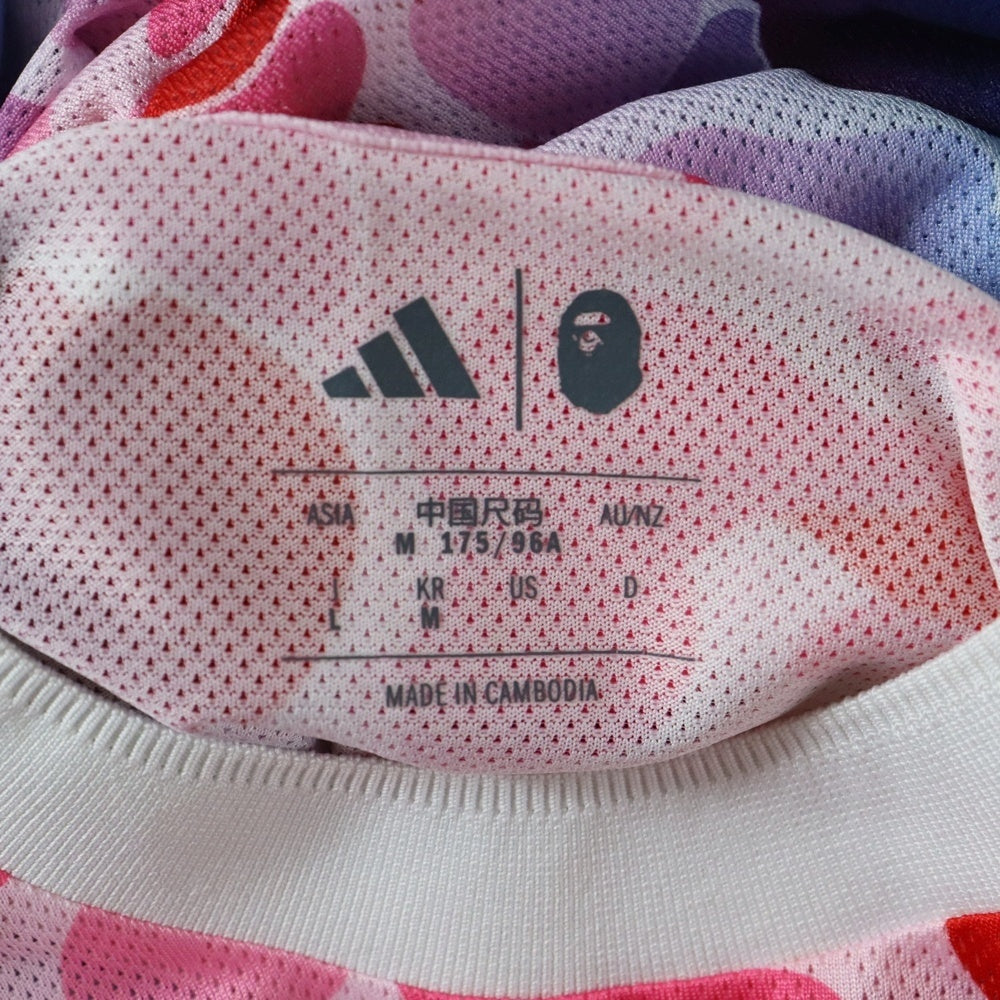 ASIA 中国尺码 AU/NZ
M 175/96A
J KR US D
L M
MADE IN CAMBODIA